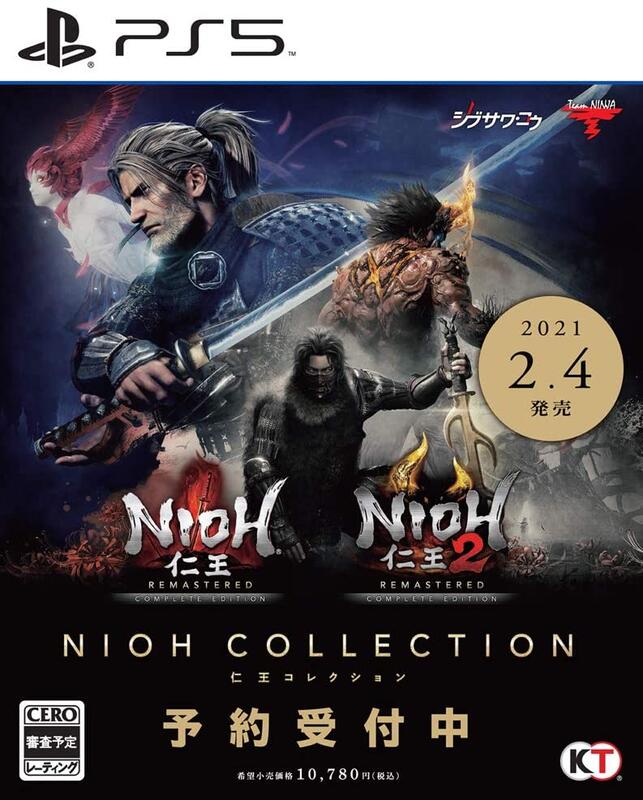 PS5
シブサワ・コウ
Team NINJA
2021
2.4
発売
NIOH
仁王
REMASTERED
COMPLETE EDITION
NIOH 2
仁王
REMASTERED
COMPLETE EDITION
NIOH COLLECTION
仁王コレクション
予約受付中
CERO
審査予定
レーティング
希望小売価格 10,780円(税込)
KT